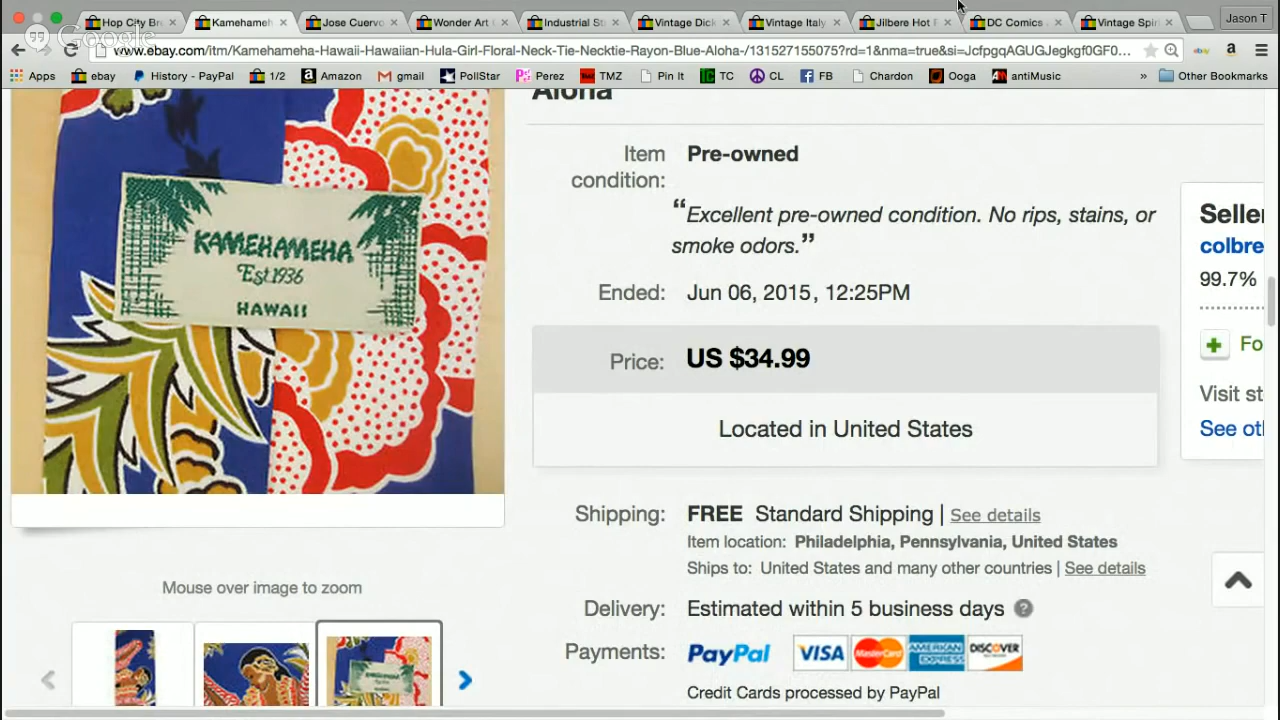 Hop City Br
Kamehameh
Jose Cuervo
Wonder Art
Industrial St
Vintage Dick
Vintage Italy
Jilbere Hot
DC Comics
Vintage Spir
Jason T
Google
www.ebay.com/itm/Kamehameha-Hawaii-Hawaiian-Hula-Girl-Floral-Neck-Tie-Necktie-Rayon-Blue-Aloha-/131527155075?rd=1&nma=true&si=JcfpgqAGUGJegkgf0GF0...
Apps ebay History - PayPal 1/2 Amazon gmail PollStar Perez TMZ Pin It TC CL FB Chardon Ooga antiMusic » Other Bookmarks
Aloha
KAMEHAMEHA
Est.1936
HAWAII
Item condition: Pre-owned
“Excellent pre-owned condition. No rips, stains, or
smoke odors.”
Ended: Jun 06, 2015, 12:25PM
Price: US $34.99
Located in United States
Shipping: FREE Standard Shipping | See details
Item location: Philadelphia, Pennsylvania, United States
Ships to: United States and many other countries | See details
Delivery: Estimated within 5 business days
Payments: PayPal VISA MasterCard AMERICAN EXPRESS DISCOVER
Credit Cards processed by PayPal
Mouse over image to zoom
KAMEHAMEHA
Seller
colbre
99.7%
Fo
Visit st
See ot